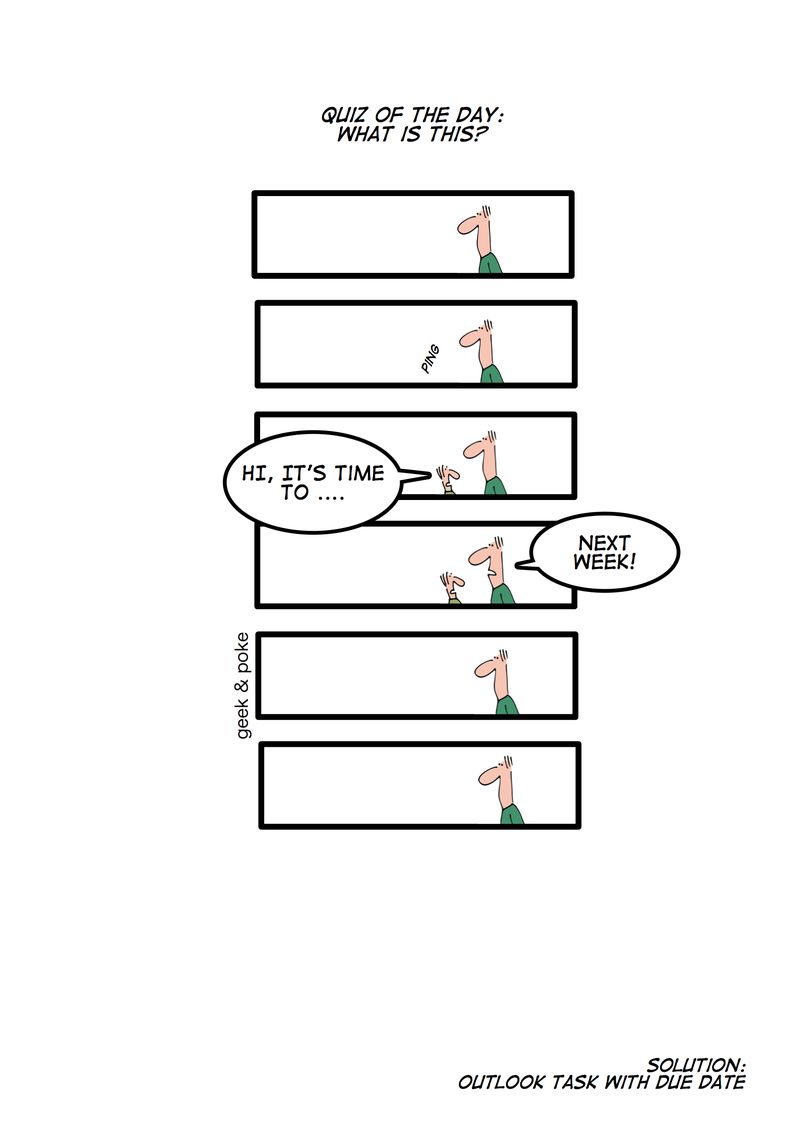 QUIZ OF THE DAY:
WHAT IS THIS?
PING
HI, IT'S TIME
TO ....
NEXT
WEEK!
geek & poke
SOLUTION:
OUTLOOK TASK WITH DUE DATE